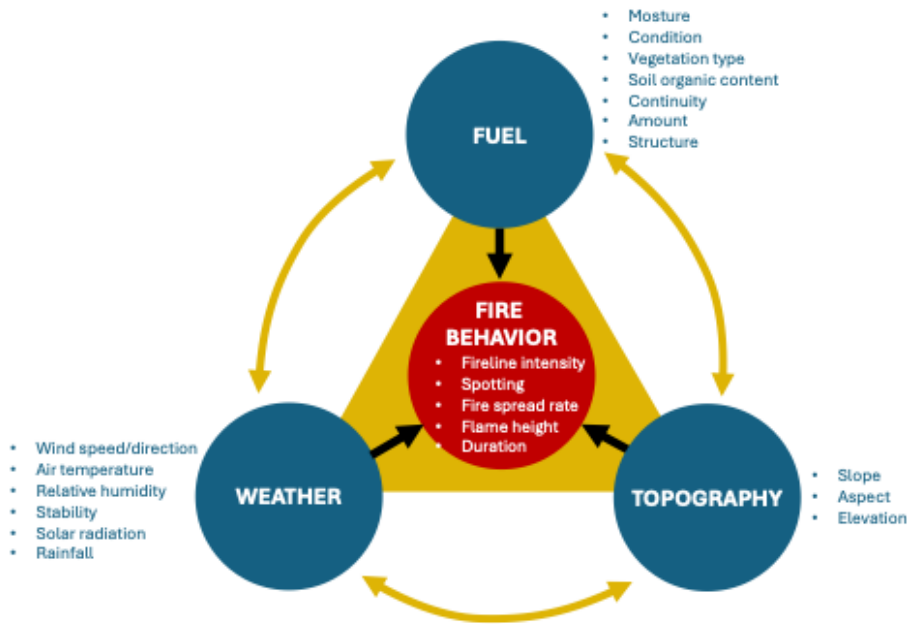 • Mosture
• Condition
• Vegetation type
• Soil organic content
• Continuity
• Amount
• Structure
FUEL
FIRE
BEHAVIOR
• Fireline intensity
• Spotting
• Fire spread rate
• Flame height
• Duration
• Wind speed/direction
• Air temperature
• Relative humidity
• Stability
• Solar radiation
• Rainfall
WEATHER
TOPOGRAPHY
• Slope
• Aspect
• Elevation